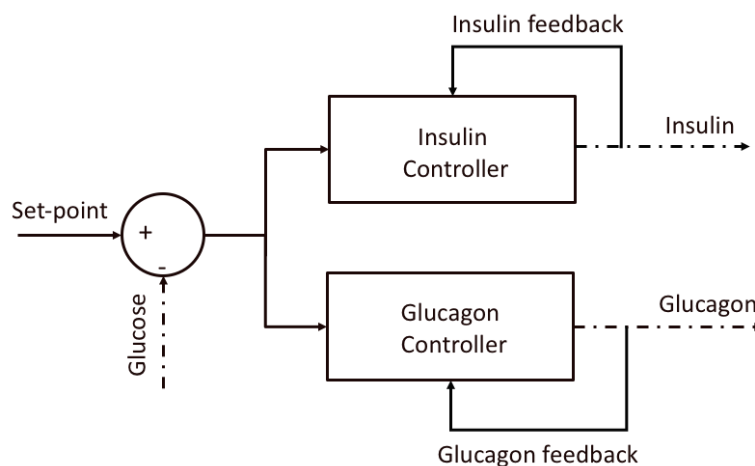 Insulin feedback
Insulin
Controller
Insulin
Set-point
+
-
Glucose
Glucagon
Controller
Glucagon
Glucagon feedback